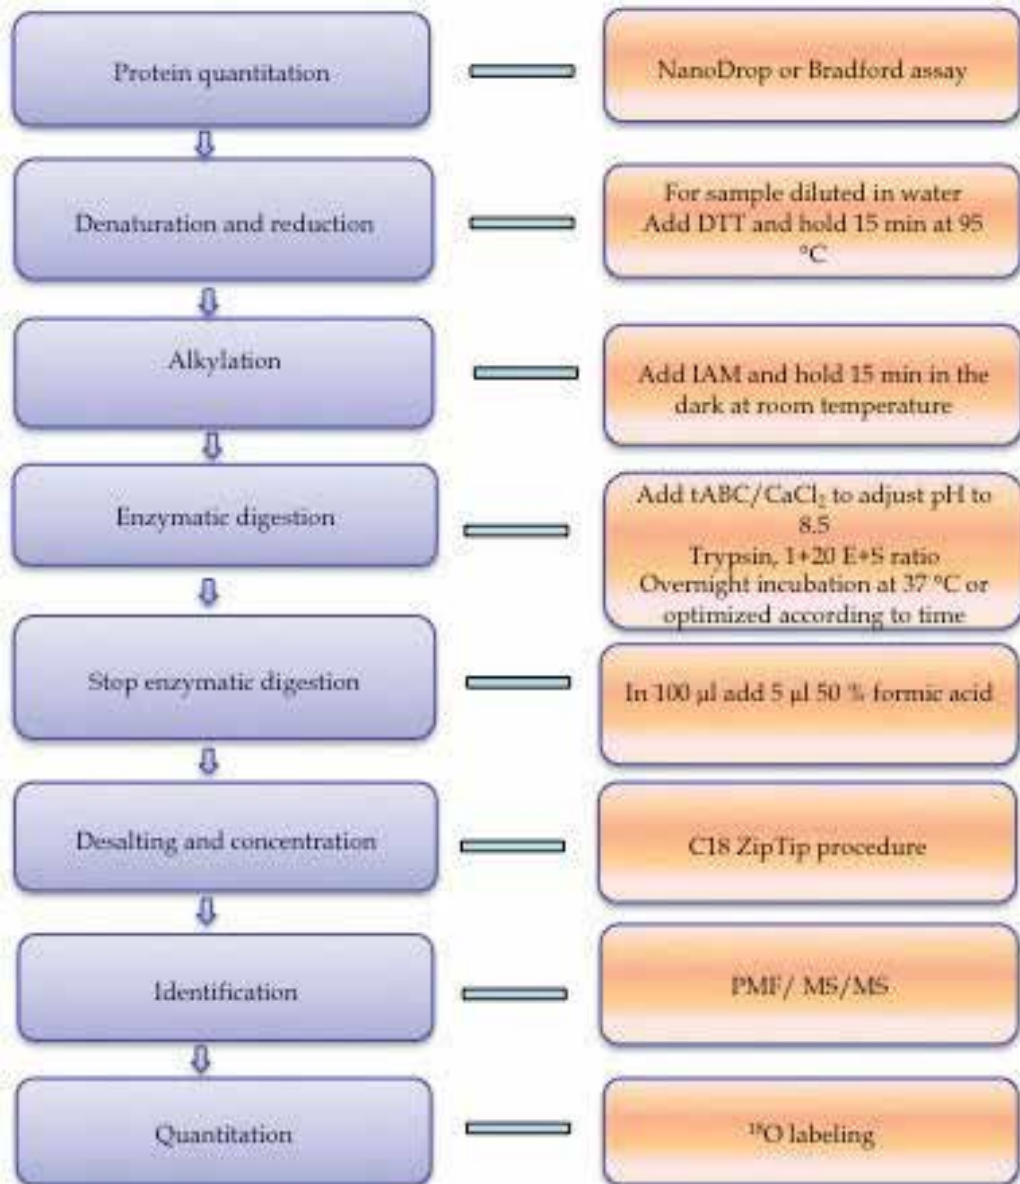 Protein quantitation
NanoDrop or Bradford assay
Denaturation and reduction
For sample diluted in water
Add DTT and hold 15 min at 95
°C
Alkylation
Add IAM and hold 15 min in the
dark at room temperature
Enzymatic digestion
Add tABC/CaCl₂ to adjust pH to
8.5
Trypsin, 1+20 E+S ratio
Overnight incubation at 37 °C or
optimized according to time
Stop enzymatic digestion
In 100 µl add 5 µl 50 % formic acid
Desalting and concentration
C18 ZipTip procedure
Identification
PMF/ MS/MS
Quantitation
¹⁸O labeling